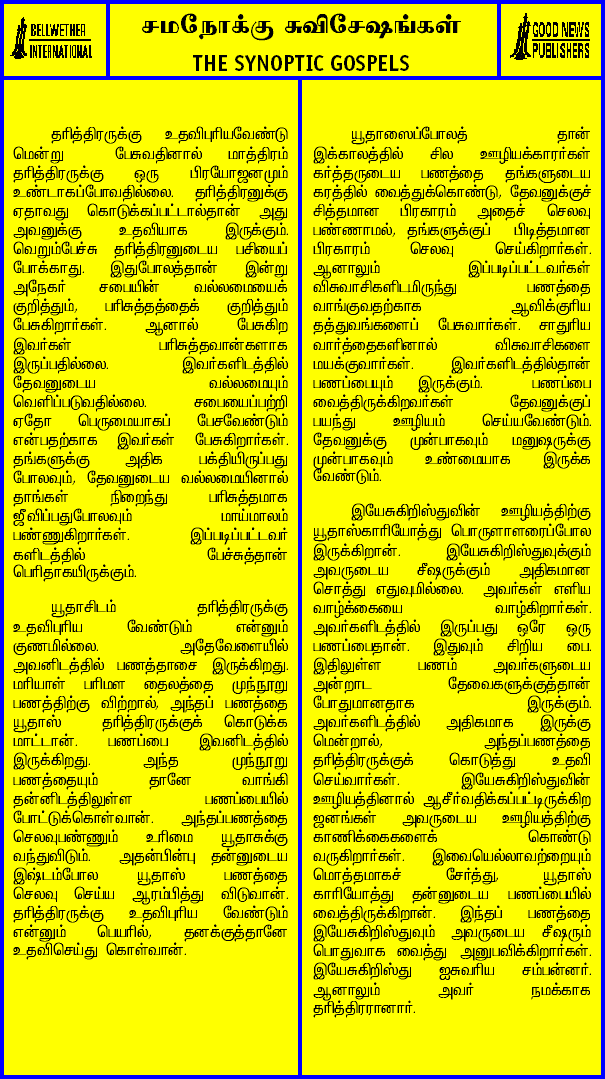 BELLWETHER
INTERNATIONAL
சமநோக்கு சுவிசேஷங்கள்
THE SYNOPTIC GOSPELS
GOOD NEWS
PUBLISHERS
தரித்திரருக்கு உதவிபுரியவேண்டு
மென்று பேசுவதினால் மாத்திரம்
தரித்திரருக்கு ஒரு பிரயோஜனமும்
உண்டாகப்போவதில்லை. தரித்திரனுக்கு
ஏதாவது கொடுக்கப்பட்டால்தான் அது
அவனுக்கு உதவியாக இருக்கும்.
வெறும்பேச்சு தரித்திரனுடைய பசியைப்
போக்காது. இதுபோலத்தான் இன்று
அநேகர் சபையின் வல்லமையைக்
குறித்தும், பரிசுத்தத்தைக் குறித்தும்
பேசுகிறார்கள். ஆனால் பேசுகிற
இவர்கள் பரிசுத்தவான்களாக
இருப்பதில்லை. இவர்களிடத்தில்
தேவனுடைய வல்லமையும்
வெளிப்படுவதில்லை. சபையைப்பற்றி
ஏதோ பெருமையாகப் பேசவேண்டும்
என்பதற்காக இவர்கள் பேசுகிறார்கள்.
தங்களுக்கு அதிக பக்தியிருப்பது
போலவும், தேவனுடைய வல்லமையினால்
தாங்கள் நிறைந்து பரிசுத்தமாக
ஜீவிப்பதுபோலவும் மாய்மாலம்
பண்ணுகிறார்கள். இப்படிப்பட்டவர்
களிடத்தில் பேச்சுத்தான்
பெரிதாகயிருக்கும்.
யூதாசிடம் தரித்திரருக்கு
உதவிபுரிய வேண்டும் என்னும்
குணமில்லை. அதேவேளையில்
அவனிடத்தில் பணத்தாசை இருக்கிறது.
மரியாள் பரிமள தைலத்தை முந்நூறு
பணத்திற்கு விற்றால், அந்தப் பணத்தை
யூதாஸ் தரித்திரருக்குக் கொடுக்க
மாட்டான். பணப்பை இவனிடத்தில்
இருக்கிறது. அந்த முந்நூறு
பணத்தையும் தானே வாங்கி
தன்னிடத்திலுள்ள பணப்பையில்
போட்டுக்கொள்வான். அந்தப்பணத்தை
செலவுபண்ணும் உரிமை யூதாசுக்கு
வந்துவிடும். அதன்பின்பு தன்னுடைய
இஷ்டம்போல யூதாஸ் பணத்தை
செலவு செய்ய ஆரம்பித்து விடுவான்.
தரித்திரருக்கு உதவிபுரிய வேண்டும்
என்னும் பெயரில், தனக்குத்தானே
உதவிசெய்து கொள்வான்.
யூதாஸைப்போலத் தான்
இக்காலத்தில் சில ஊழியக்காரர்கள்
கர்த்தருடைய பணத்தை தங்களுடைய
கரத்தில் வைத்துக்கொண்டு, தேவனுக்குச்
சித்தமான பிரகாரம் அதைச் செலவு
பண்ணாமல், தங்களுக்குப் பிடித்தமான
பிரகாரம் செலவு செய்கிறார்கள்.
ஆனாலும் இப்படிப்பட்டவர்கள்
விசுவாசிகளிடமிருந்து பணத்தை
வாங்குவதற்காக ஆவிக்குரிய
தத்துவங்களைப் பேசுவார்கள். சாதுரிய
வார்த்தைகளினால் விசுவாசிகளை
மயக்குவார்கள். இவர்களிடத்தில்தான்
பணப்பையும் இருக்கும். பணப்பை
வைத்திருக்கிறவர்கள் தேவனுக்குப்
பயந்து ஊழியம் செய்யவேண்டும்.
தேவனுக்கு முன்பாகவும் மனுஷருக்கு
முன்பாகவும் உண்மையாக இருக்க
வேண்டும்.
இயேசுகிறிஸ்துவின் ஊழியத்திற்கு
யூதாஸ்காரியோத்து பொருளாளரைப்போல
இருக்கிறான். இயேசுகிறிஸ்துவுக்கும்
அவருடைய சீஷருக்கும் அதிகமான
சொத்து எதுவுமில்லை. அவர்கள் எளிய
வாழ்க்கையை வாழ்கிறார்கள்.
அவர்களிடத்தில் இருப்பது ஒரே ஒரு
பணப்பைதான். இதுவும் சிறிய பை.
இதிலுள்ள பணம் அவர்களுடைய
அன்றாட தேவைகளுக்குத்தான்
போதுமானதாக இருக்கும்.
அவர்களிடத்தில் அதிகமாக இருக்கு
மென்றால், அந்தப்பணத்தை
தரித்திரருக்குக் கொடுத்து உதவி
செய்வார்கள். இயேசுகிறிஸ்துவின்
ஊழியத்தினால் ஆசீர்வதிக்கப்பட்டிருக்கிற
ஜனங்கள் அவருடைய ஊழியத்திற்கு
காணிக்கைகளைக் கொண்டு
வருகிறார்கள். இவையெல்லாவற்றையும்
மொத்தமாகச் சேர்த்து, யூதாஸ்
காரியோத்து தன்னுடைய பணப்பையில்
வைத்திருக்கிறான். இந்தப் பணத்தை
இயேசுகிறிஸ்துவும் அவருடைய சீஷரும்
பொதுவாக வைத்து அனுபவிக்கிறார்கள்.
இயேசுகிறிஸ்து ஐசுவரிய சம்பன்னர்.
ஆனாலும் அவர் நமக்காக
தரித்திரரானார்.